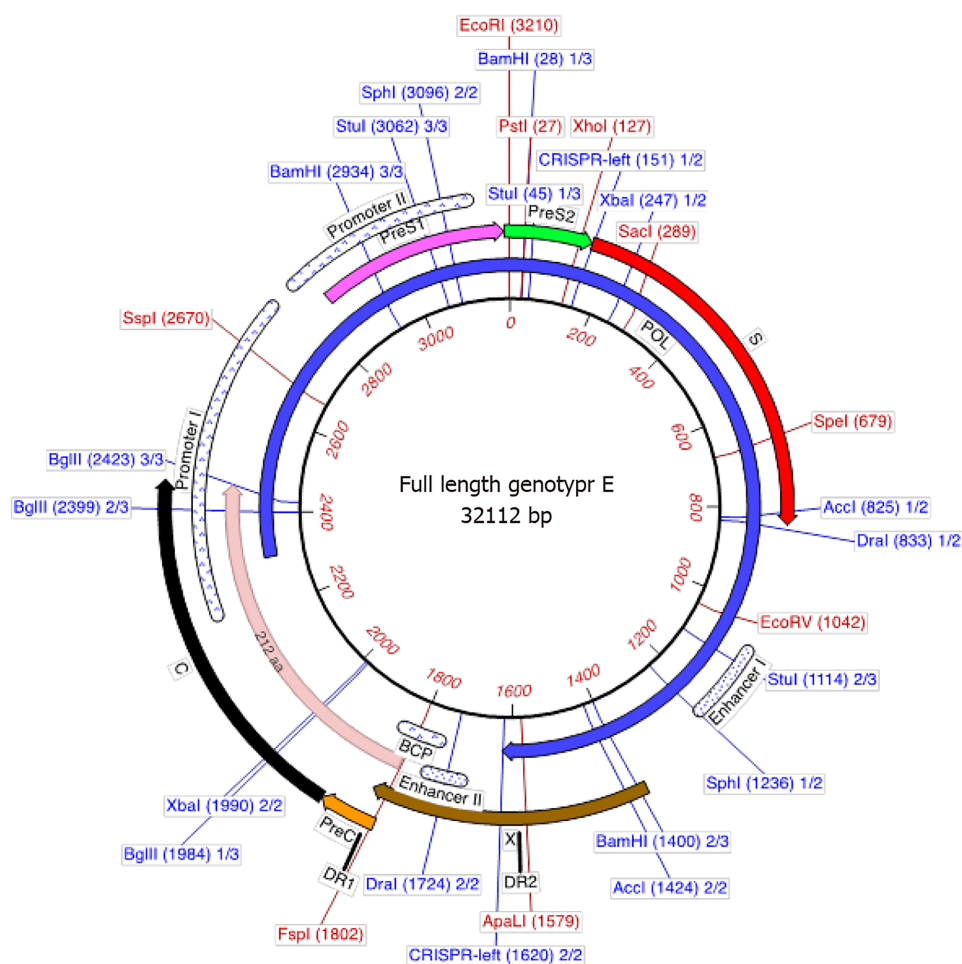 EcoRI (3210)
BamHI (28) 1/3
SphI (3096) 2/2
StuI (3062) 3/3
PstI (27)
XhoI (127)
CRISPR-left (151) 1/2
BamHI (2934) 3/3
StuI (45) 1/3
XbaI (247) 1/2
Promoter II
PreS1
PreS2
SacI (289)
SspI (2670)
POL
S
0
200
400
600
800
1000
1200
1400
1600
1800
2000
2200
2400
2600
2800
3000
SpeI (679)
Promoter I
BglII (2423) 3/3
BglII (2399) 2/3
Full length genotypr E
32112 bp
AccI (825) 1/2
DraI (833) 1/2
EcoRV (1042)
StuI (1114) 2/3
Enhancer I
C
212 aa
SphI (1236) 1/2
BCP
Enhancer II
XbaI (1990) 2/2
BglII (1984) 1/3
PreC
DR1
X
DR2
BamHI (1400) 2/3
AccI (1424) 2/2
DraI (1724) 2/2
ApaLI (1579)
FspI (1802)
CRISPR-left (1620) 2/2